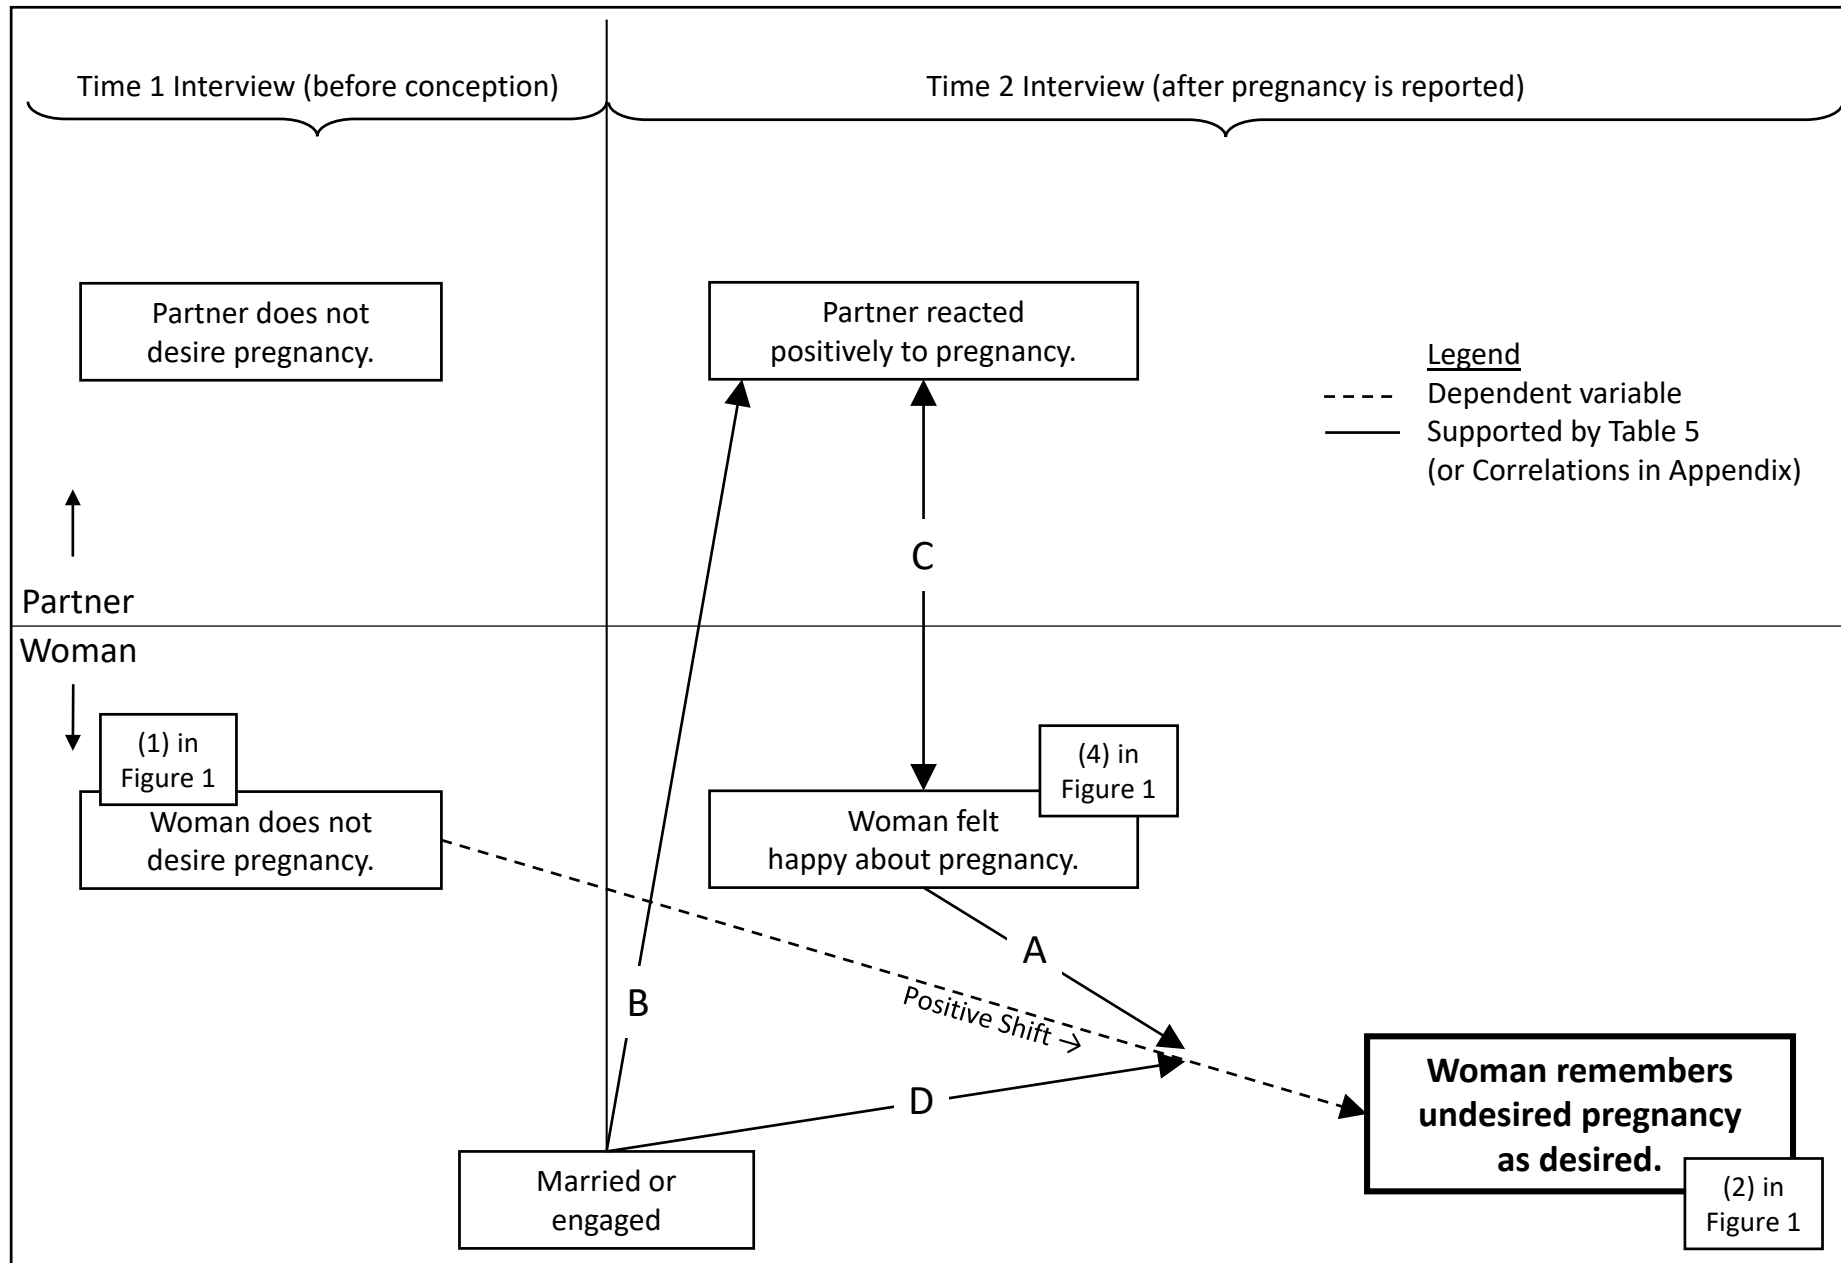 Time 1 Interview (before conception)
Time 2 Interview (after pregnancy is reported)
Partner does not
desire pregnancy.
Partner reacted
positively to pregnancy.
Legend
Dependent variable
Supported by Table 5
(or Correlations in Appendix)
C
Partner
Woman
(1) in
Figure 1
Woman does not
desire pregnancy.
(4) in
Figure 1
Woman felt
happy about pregnancy.
A
B
Positive Shift →
D
Woman remembers
undesired pregnancy
as desired.
(2) in
Figure 1
Married or
engaged